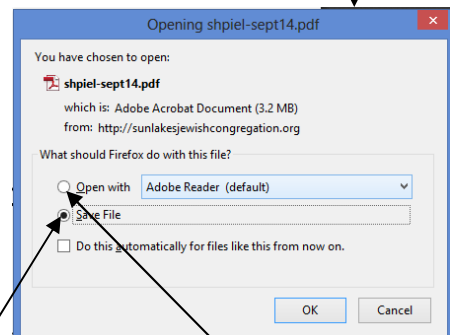 Opening shpiel-sept14.pdf
You have chosen to open:
shpiel-sept14.pdf
which is: Adobe Acrobat Document (3.2 MB)
from: http://sunlakesjewishcongregation.org
What should Firefox do with this file?
Open with Adobe Reader (default)
Save File
Do this automatically for files like this from now on.
OK Cancel